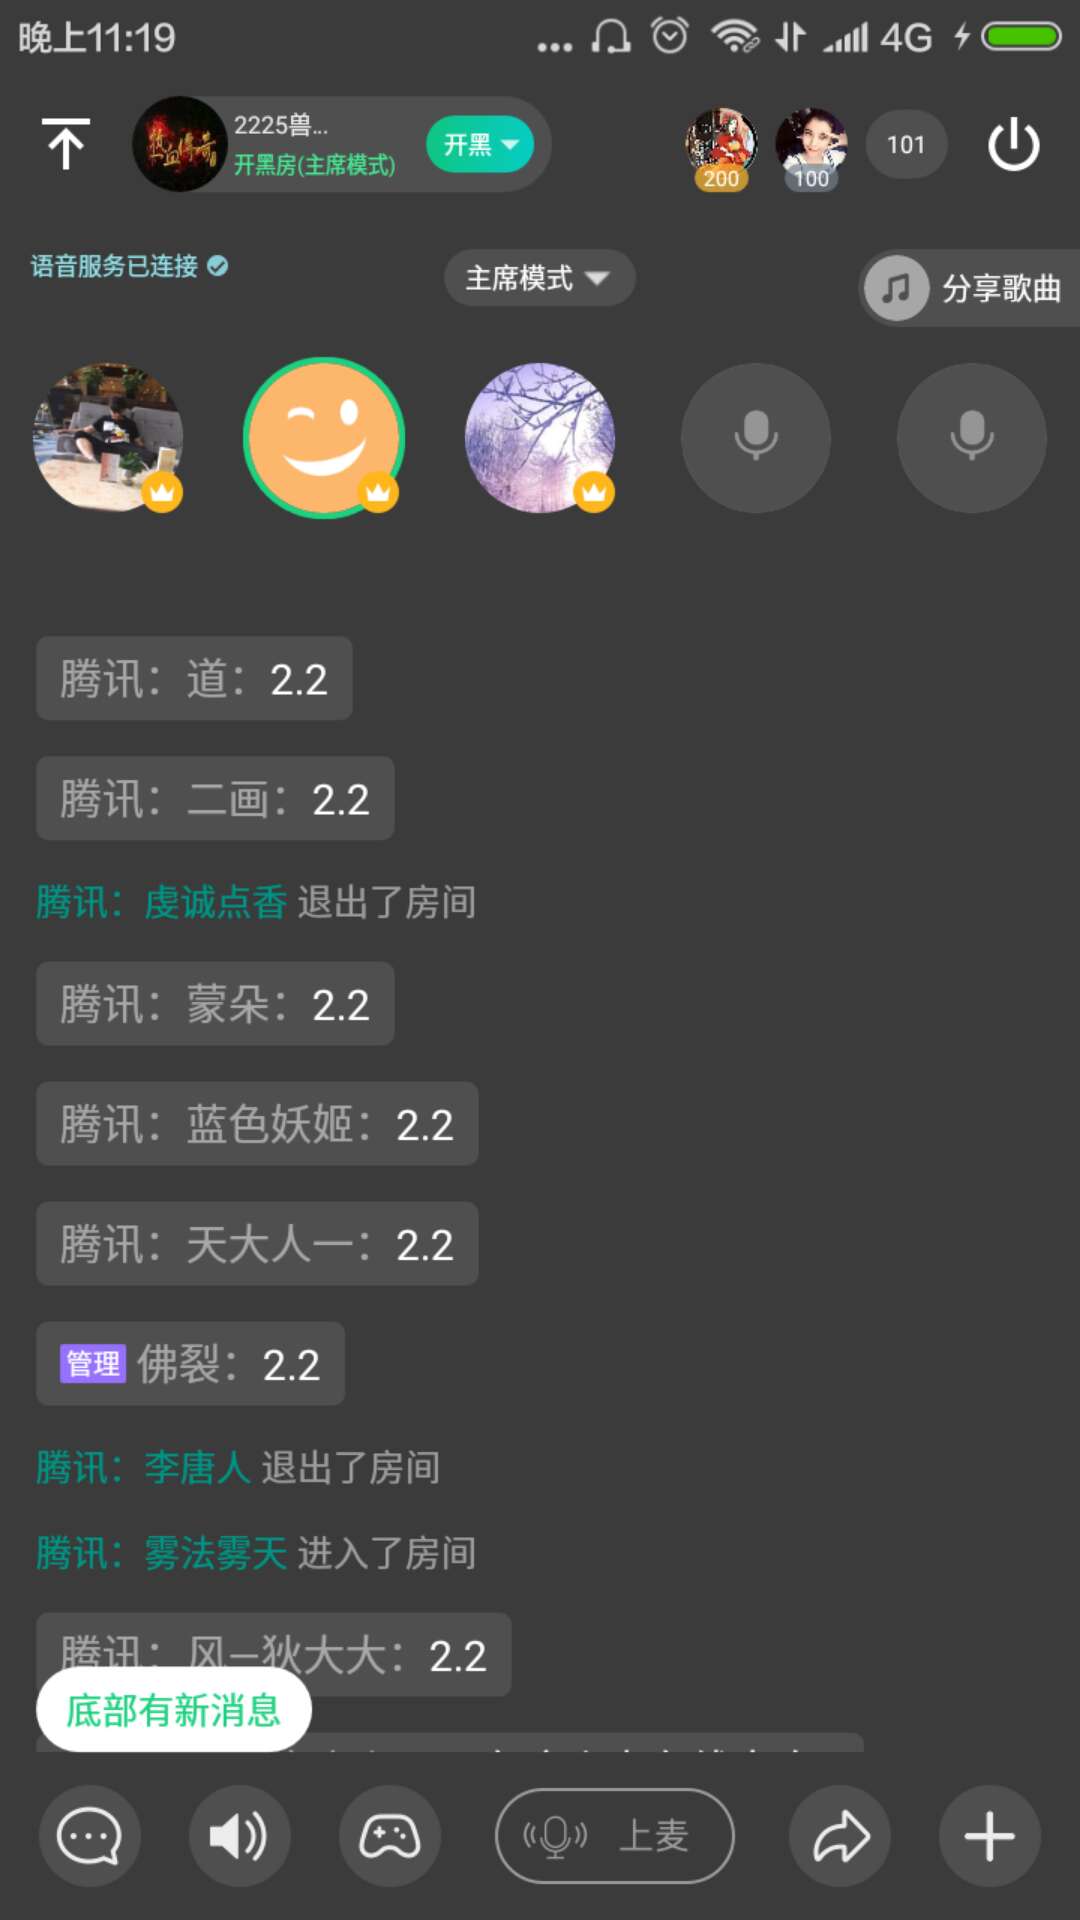 晚上11:19
4G
2225兽...
开黑房(主席模式)
开黑
200
100
101
语音服务已连接
主席模式
分享歌曲
腾讯：道：2.2
腾讯：二画：2.2
腾讯：虔诚点香 退出了房间
腾讯：蒙朵：2.2
腾讯：蓝色妖姬：2.2
腾讯：天大人一：2.2
管理 佛裂：2.2
腾讯：李唐人 退出了房间
腾讯：雾法雾天 进入了房间
腾讯：风—狄大大：2.2
底部有新消息
上麦